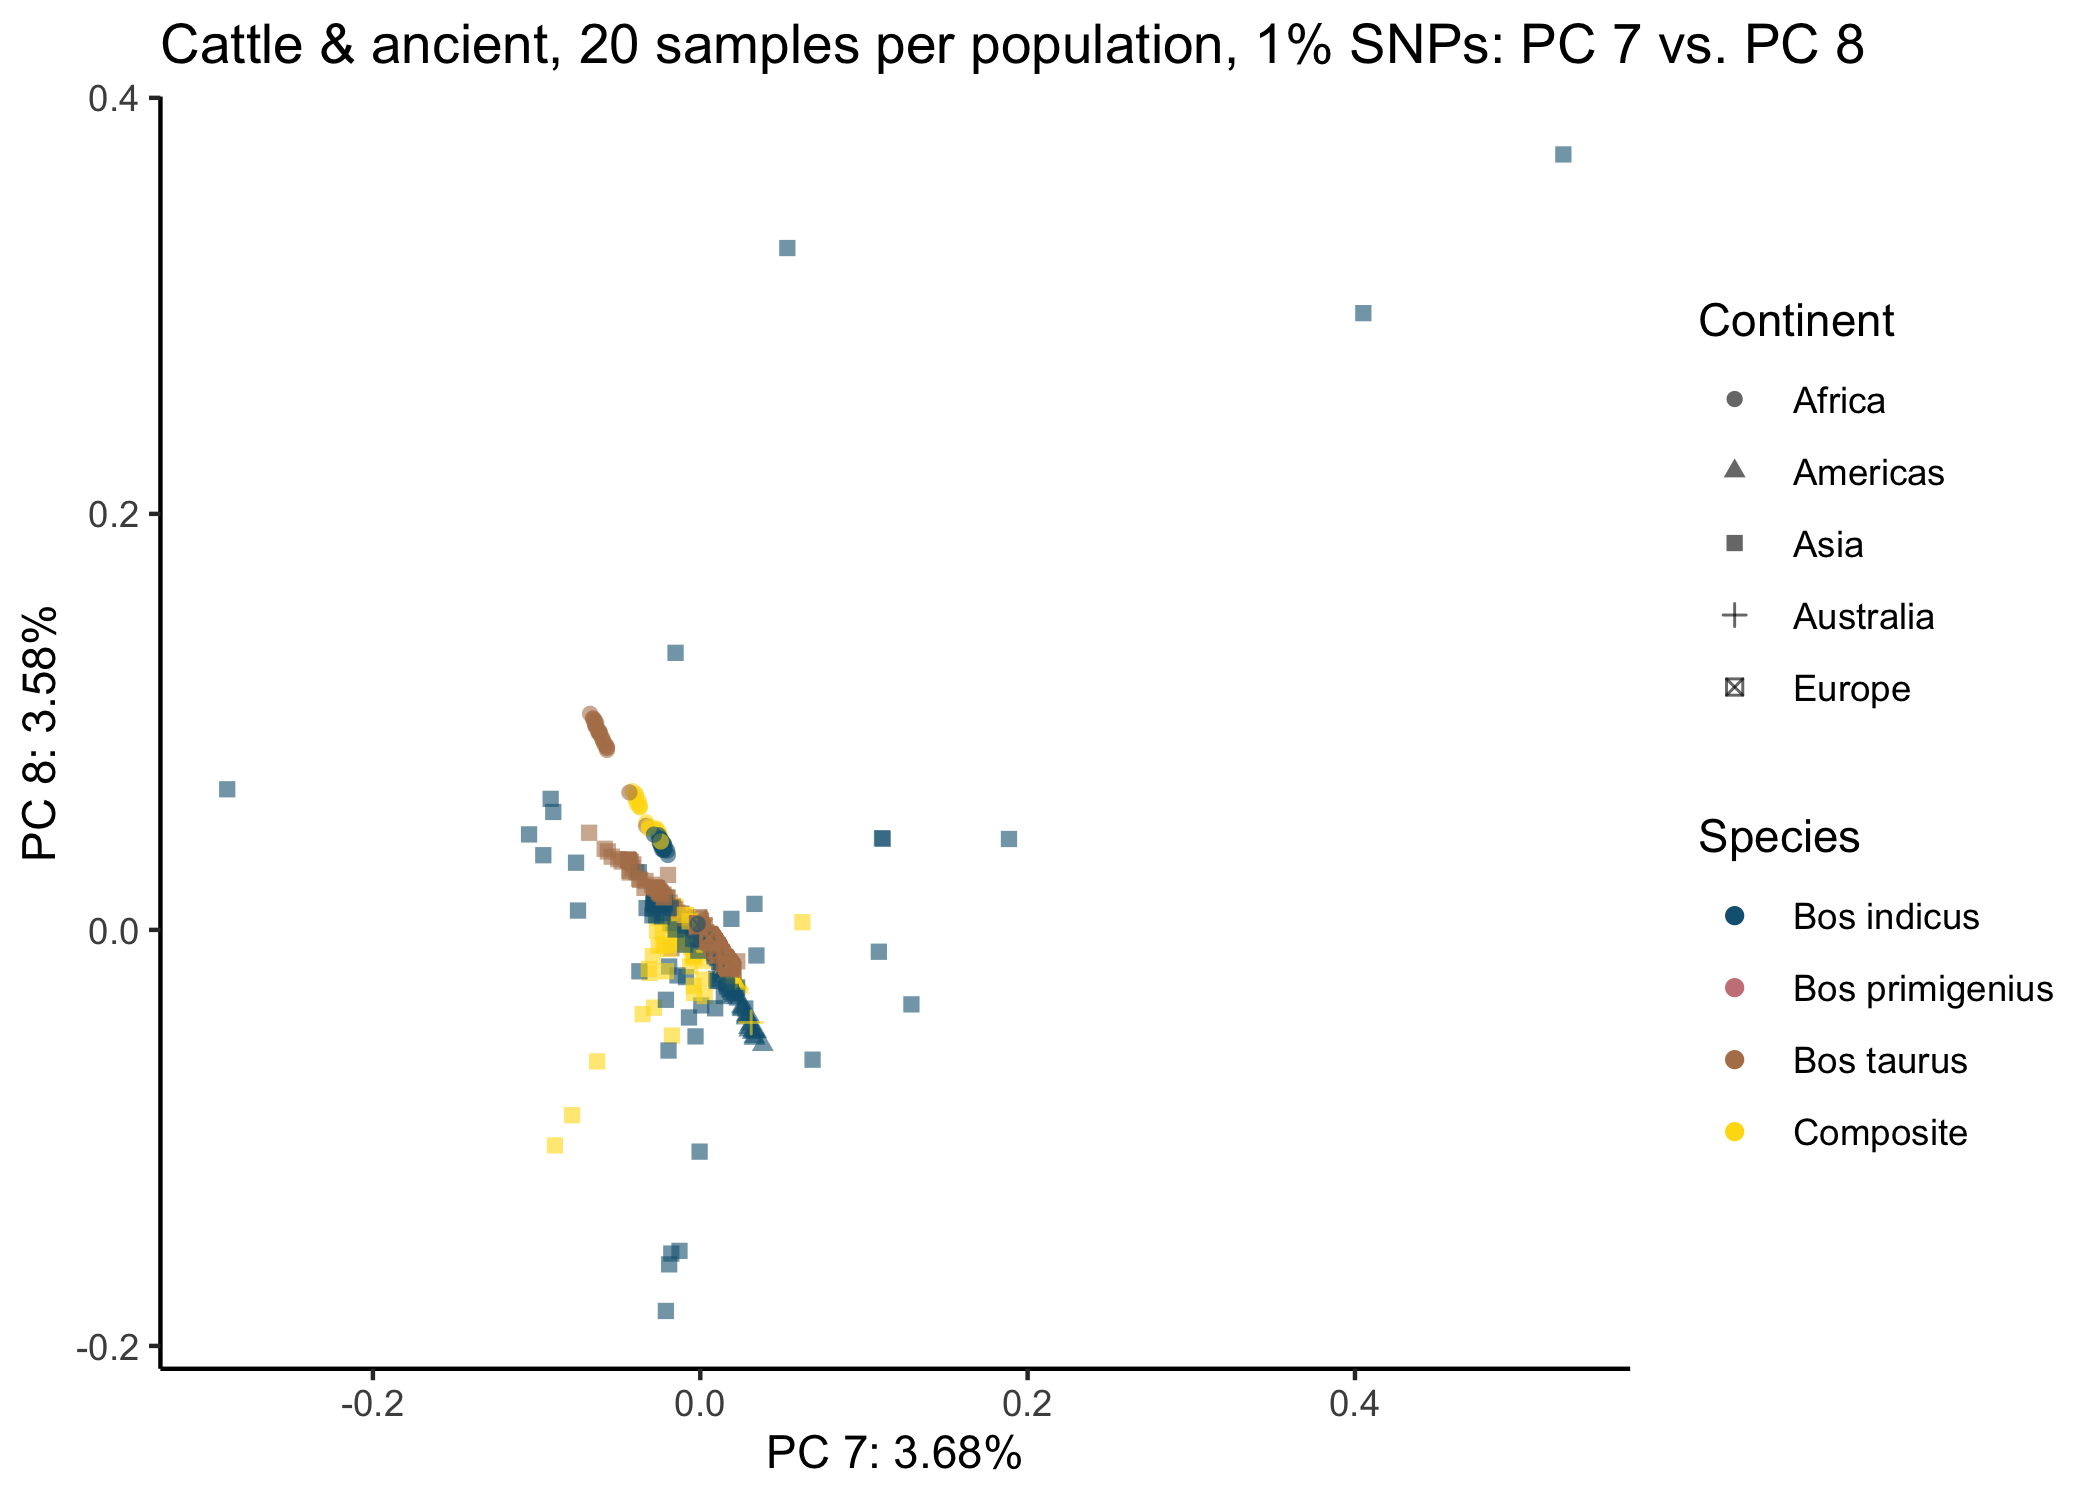 Cattle & ancient, 20 samples per population, 1% SNPs: PC 7 vs. PC 8
0.4
0.2
0.0
-0.2
PC 8: 3.58%
-0.2
0.0
0.2
0.4
PC 7: 3.68%
Continent
Africa
Americas
Asia
Australia
Europe
Species
Bos indicus
Bos primigenius
Bos taurus
Composite